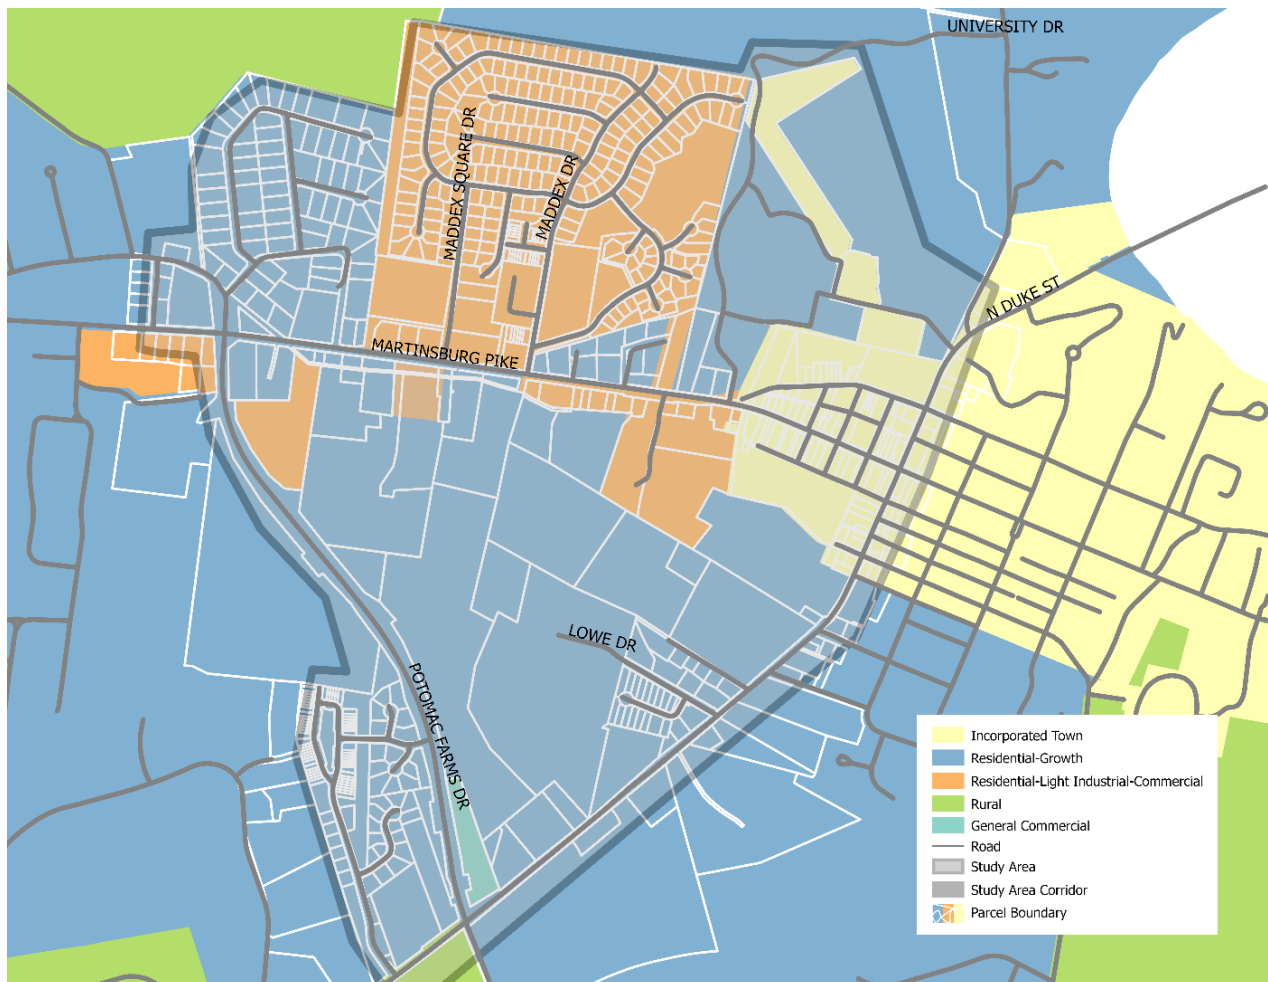 UNIVERSITY DR
MADDEX SQUARE DR
MADDEX DR
N DUKE ST
MARTINSBURG PIKE
LOWE DR
POTOMAC FARMS DR
Incorporated Town
Residential-Growth
Residential-Light Industrial-Commercial
Rural
General Commercial
Road
Study Area
Study Area Corridor
Parcel Boundary